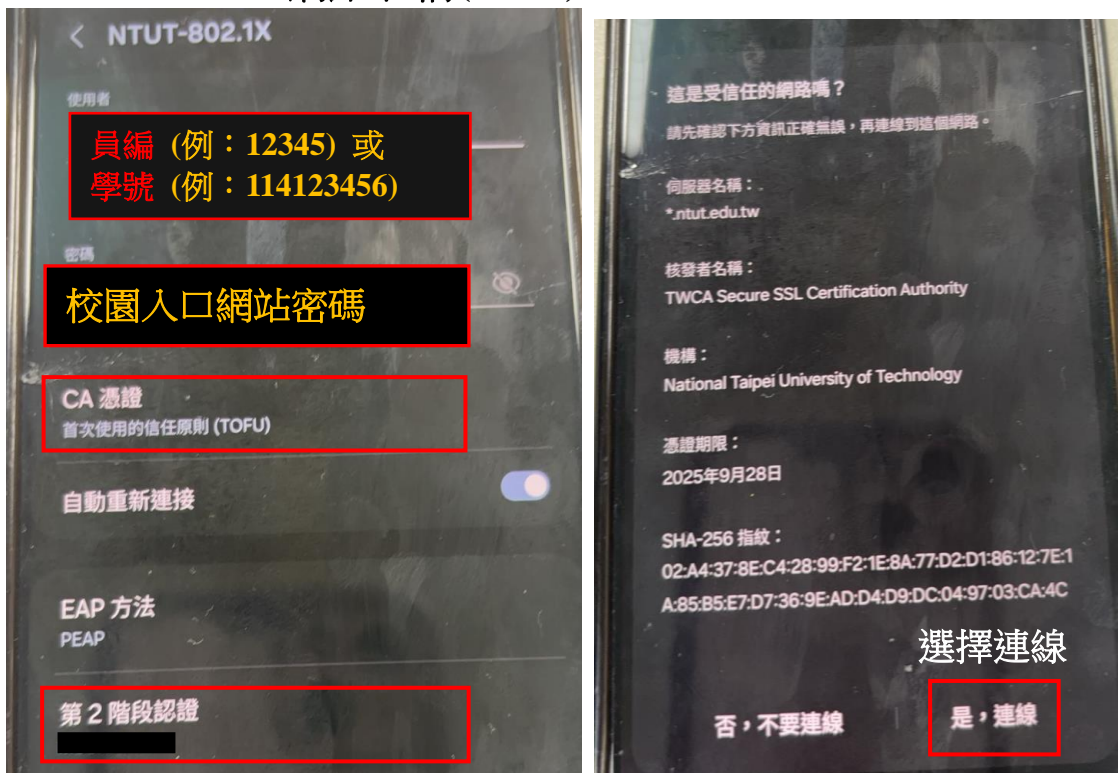 NTUT-802.1X
使用者
員編 (例：12345) 或
學號 (例：114123456)
密碼
校園入口網站密碼
CA 憑證
首次使用的信任原則 (TOFU)
自動重新連接
EAP 方法
PEAP
第 2 階段認證
這是受信任的網路嗎？
請先確認下方資訊正確無誤，再連線到這個網路。
伺服器名稱：
*.ntut.edu.tw
核發者名稱：
TWCA Secure SSL Certification Authority
機構：
National Taipei University of Technology
憑證期限：
2025年9月28日
SHA-256 指紋：
02:A4:37:8E:C4:28:99:F2:1E:8A:77:D2:D1:86:12:7E:1
A:85:B5:E7:D7:36:9E:AD:D4:D9:DC:04:97:03:CA:4C
選擇連線
否，不要連線
是，連線